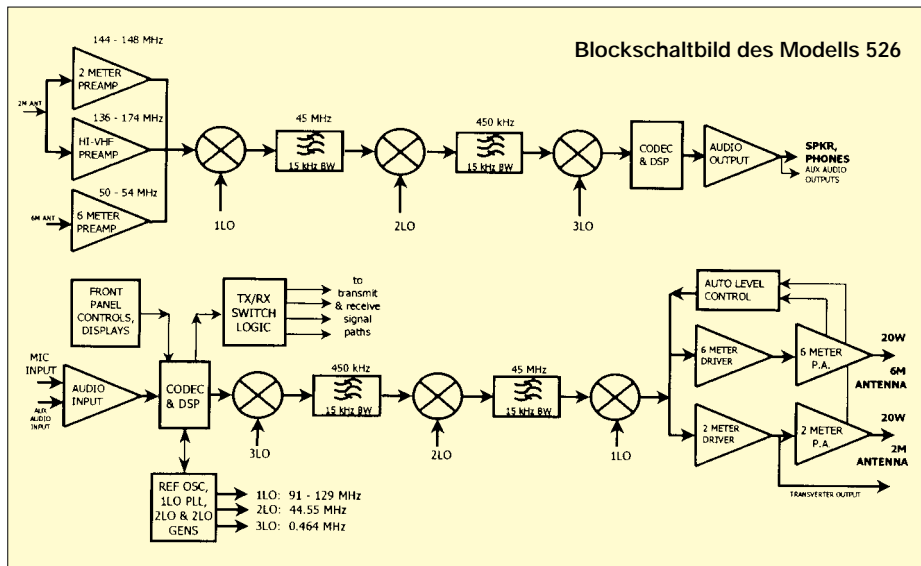 Blockschaltbild des Modells 526
144 - 148 MHz
2 METER
PREAMP
2M ANT
136 - 174 MHz
HI-VHF
PREAMP
50 - 54 MHz
6M ANT
6 METER
PREAMP
1LO
45 MHz
15 kHz BW
2LO
450 kHz
15 kHz BW
3LO
CODEC
& DSP
AUDIO
OUTPUT
SPKR,
PHONES
AUX AUDIO
OUTPUTS
FRONT
PANEL
CONTROLS,
DISPLAYS
TX/RX
SWITCH
LOGIC
to
transmit
& receive
signal
paths
MIC
INPUT
AUX
AUDIO
INPUT
AUDIO
INPUT
CODEC
& DSP
3LO
450 kHz
15 kHz BW
2LO
45 MHz
15 kHz BW
1LO
AUTO LEVEL
CONTROL
6 METER
DRIVER
6 METER
P.A.
20W
6M
ANTENNA
2 METER
DRIVER
2 METER
P.A.
20W
2M
ANTENNA
TRANSVERTER OUTPUT
REF OSC,
1LO PLL,
2LO & 2LO
GENS
1LO: 91 - 129 MHz
2LO: 44.55 MHz
3LO: 0.464 MHz